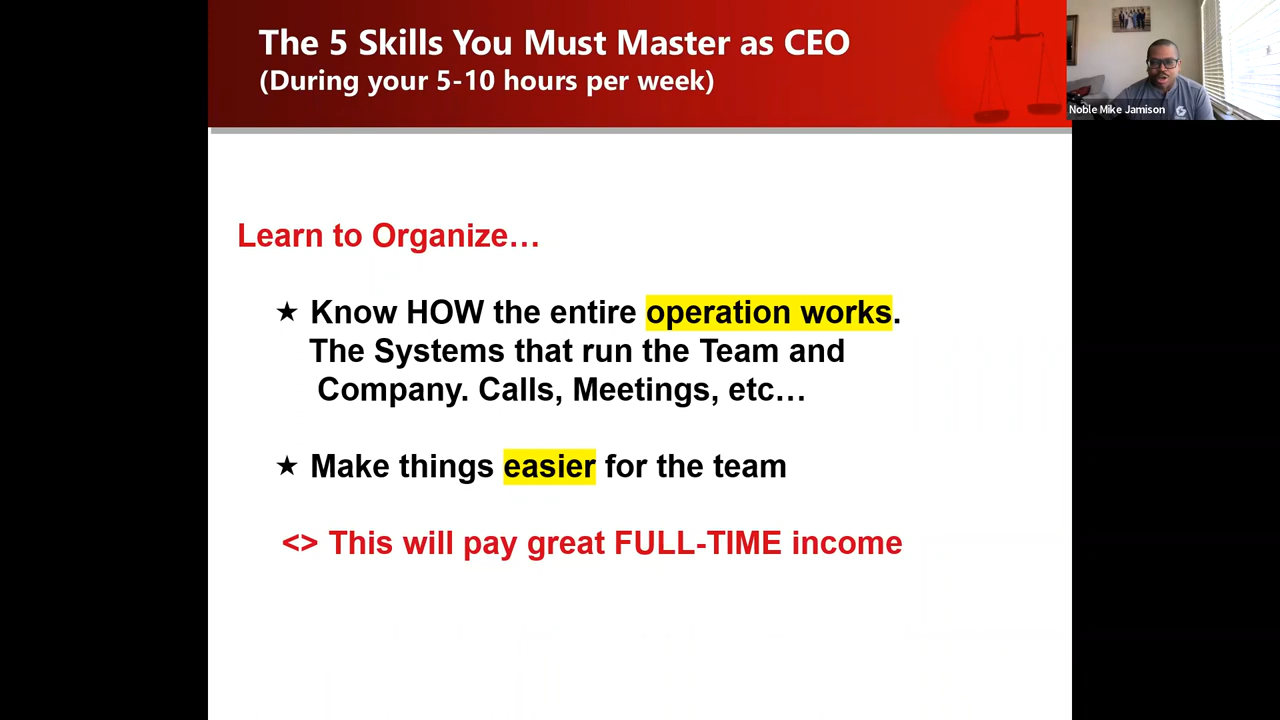 The 5 Skills You Must Master as CEO
(During your 5-10 hours per week)
Noble Mike Jamison
Learn to Organize…
★ Know HOW the entire operation works.
The Systems that run the Team and
Company. Calls, Meetings, etc…
★ Make things easier for the team
<> This will pay great FULL-TIME income